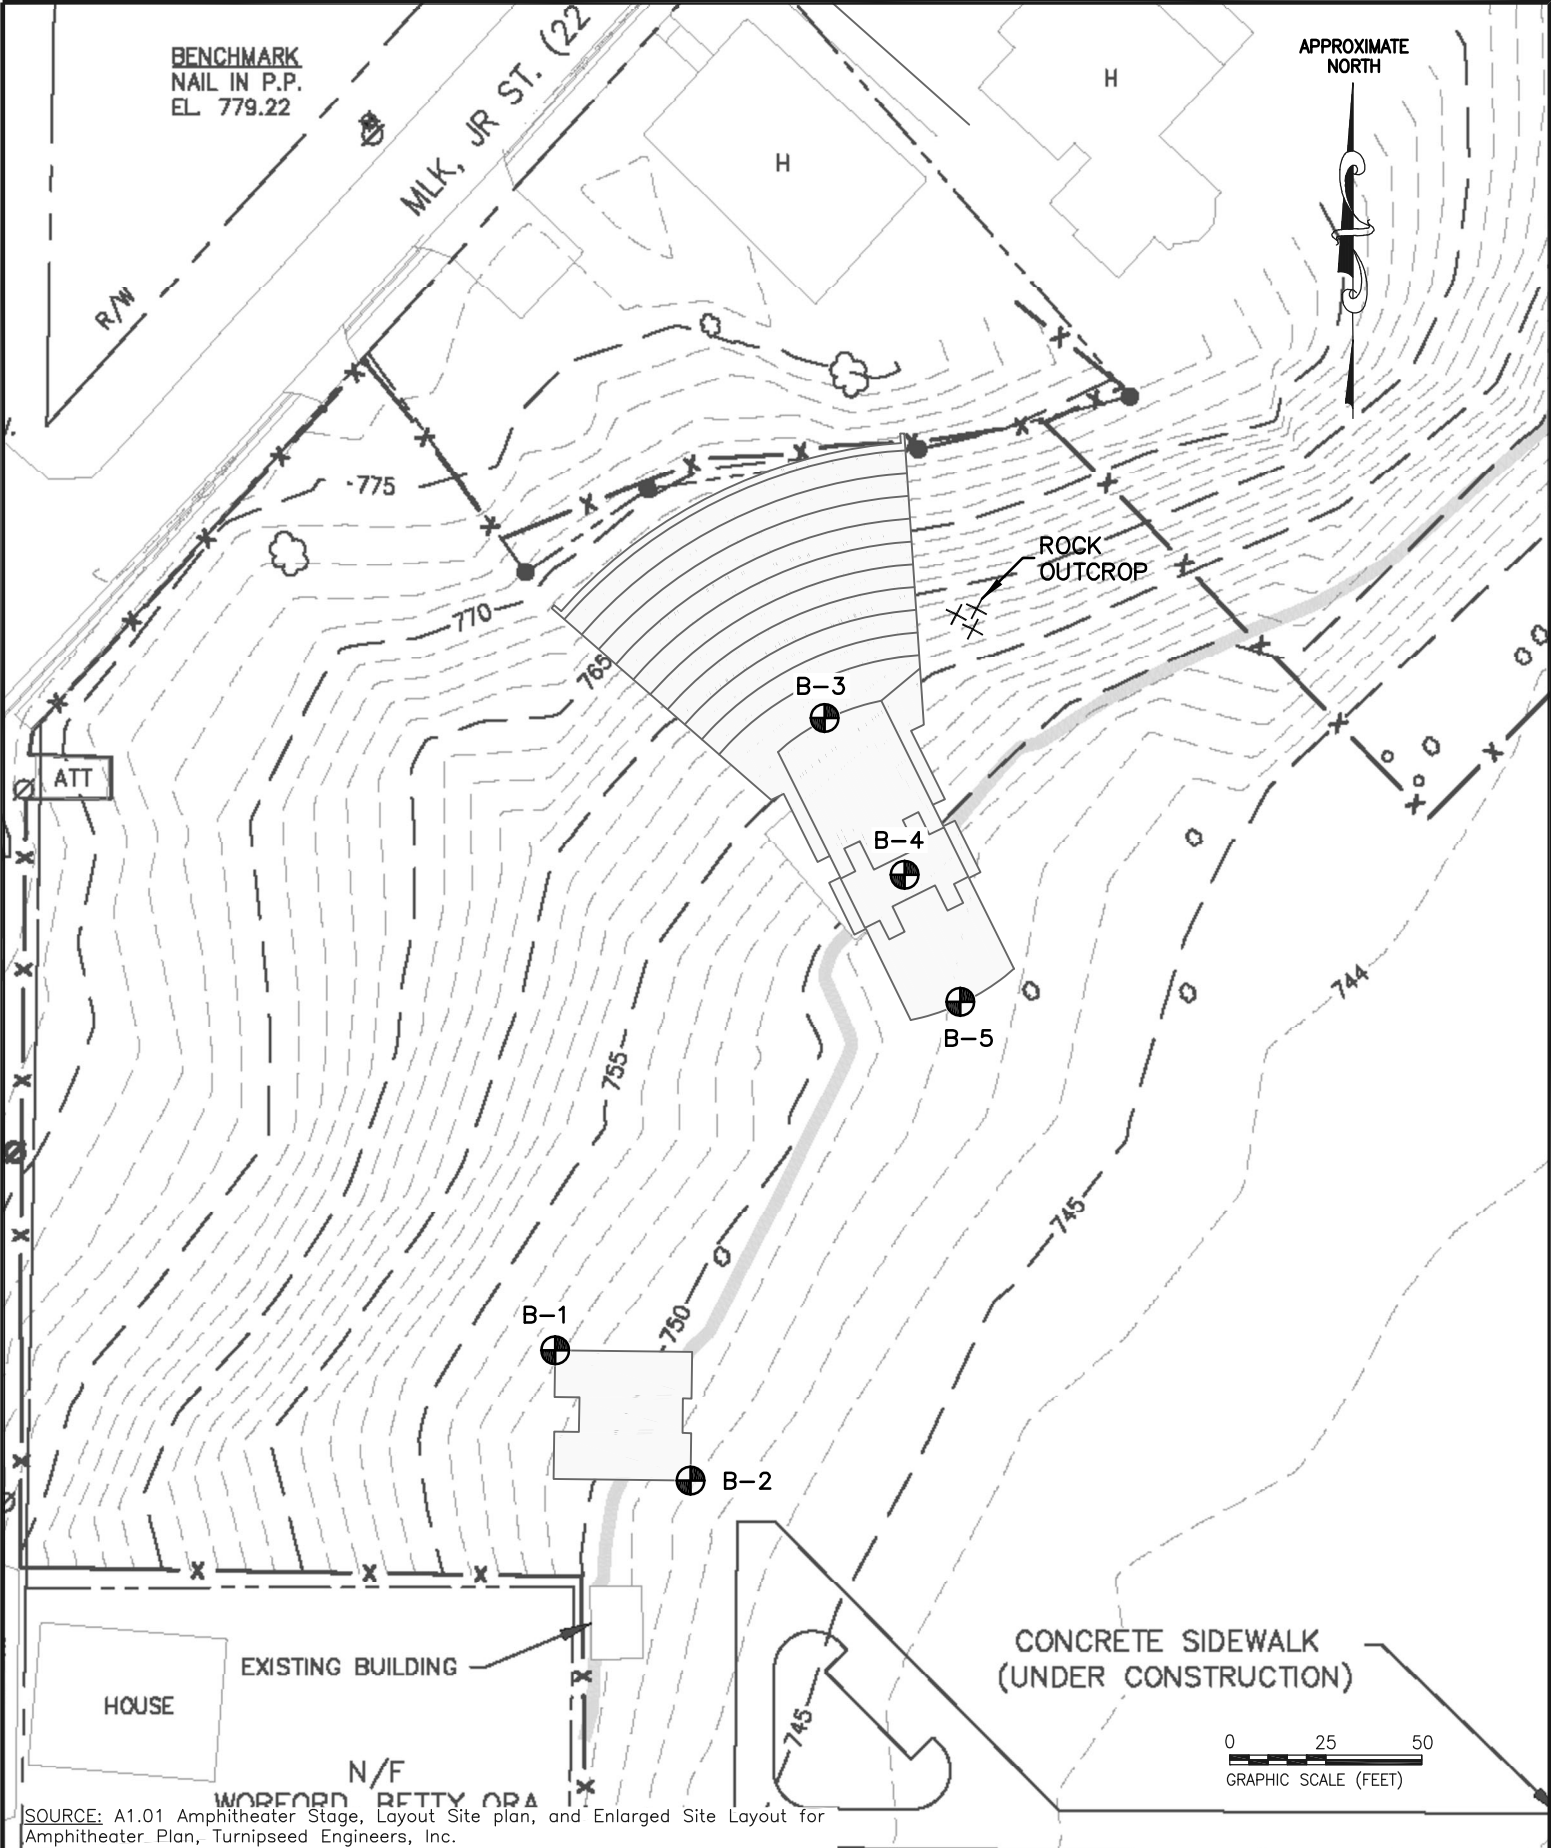 BENCHMARK
NAIL IN P.P.
EL. 779.22
MLK, JR ST. (22
R/W
H
H
APPROXIMATE
NORTH
775
770
765
ROCK
OUTCROP
B-3
ATT
B-4
B-5
744
755
745
750
B-1
B-2
EXISTING BUILDING
HOUSE
745
CONCRETE SIDEWALK
(UNDER CONSTRUCTION)
0 25 50
GRAPHIC SCALE (FEET)
N/F
WORFORD, BETTY ORA
SOURCE: A1.01 Amphitheater Stage, Layout Site plan, and Enlarged Site Layout for
Amphitheater Plan, Turnipseed Engineers, Inc.